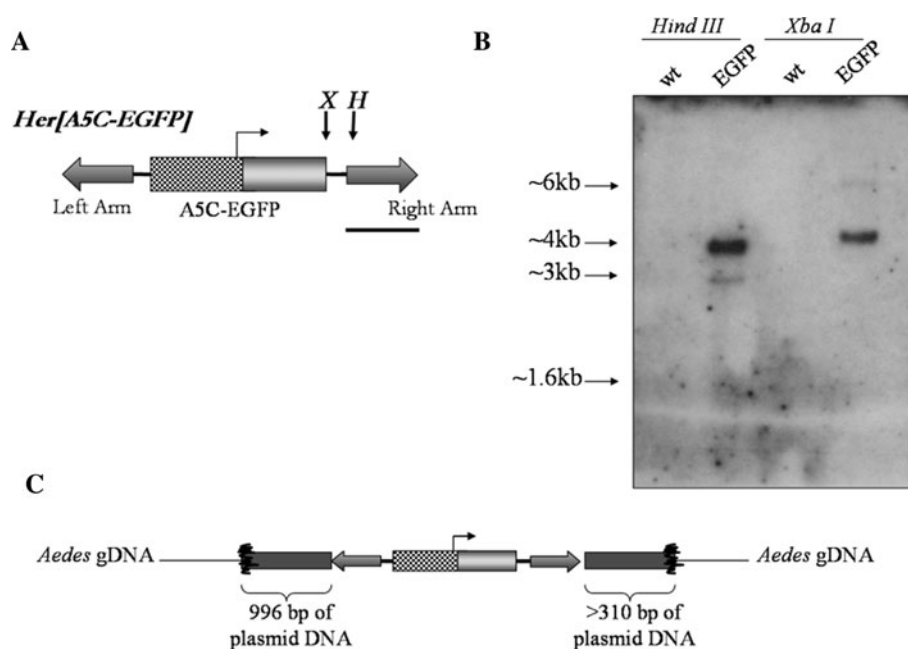 A
Her[A5C-EGFP]
X H
Left Arm
A5C-EGFP
Right Arm
B
Hind III
Xba I
wt
EGFP
wt
EGFP
~6kb
~4kb
~3kb
~1.6kb
C
Aedes gDNA
Aedes gDNA
996 bp of
plasmid DNA
>310 bp of
plasmid DNA